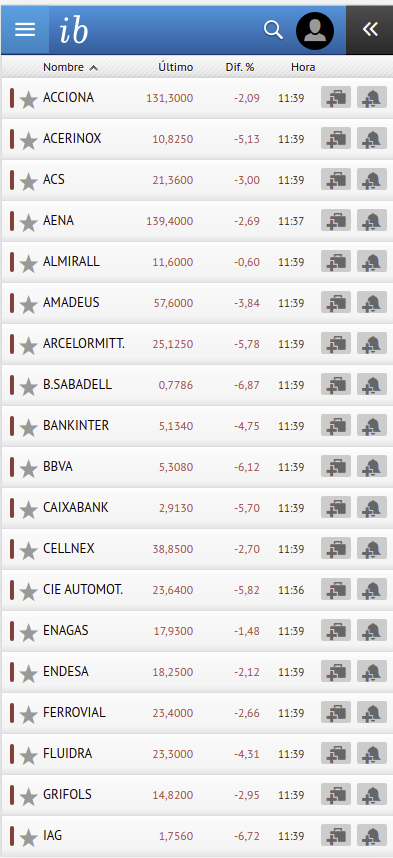 ib
Nombre Último Dif. % Hora
ACCIONA 131,3000 -2,09 11:39
ACERINOX 10,8250 -5,13 11:39
ACS 21,3600 -3,00 11:39
AENA 139,4000 -2,69 11:37
ALMIRALL 11,6000 -0,60 11:39
AMADEUS 57,6000 -3,84 11:39
ARCELORMITT. 25,1250 -5,78 11:39
B.SABADELL 0,7786 -6,87 11:39
BANKINTER 5,1340 -4,75 11:39
BBVA 5,3080 -6,12 11:39
CAIXABANK 2,9130 -5,70 11:39
CELLNEX 38,8500 -2,70 11:39
CIE AUTOMOT. 23,6400 -5,82 11:36
ENAGAS 17,9300 -1,48 11:39
ENDESA 18,2500 -2,12 11:39
FERROVIAL 23,4000 -2,66 11:39
FLUIDRA 23,3000 -4,31 11:39
GRIFOLS 14,8200 -2,95 11:39
IAG 1,7560 -6,72 11:39